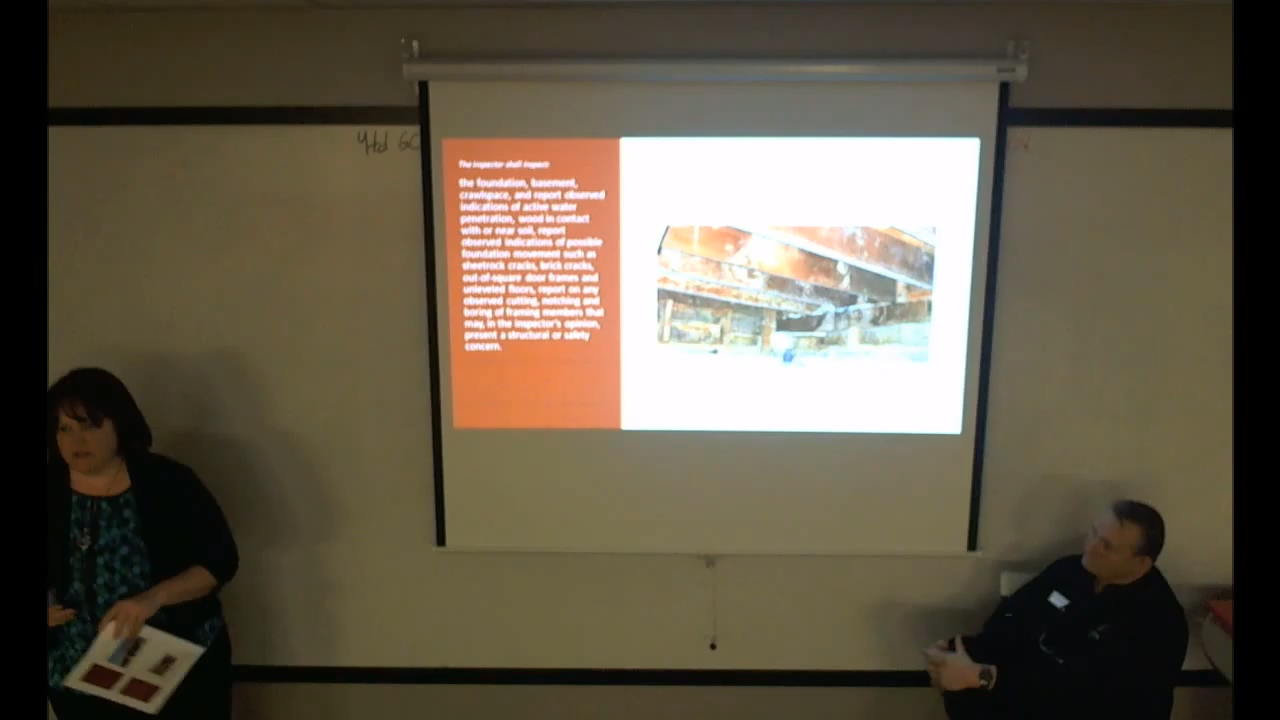 Ytd GC
The inspector shall inspect:
the foundation, basement,
crawlspace, and report observed
indications of active water
penetration, wood in contact
with or near soil, report
observed indications of possible
foundation movement such as
sheetrock cracks, brick cracks,
out-of-square door frames and
unleveled floors, report on any
observed cutting, notching and
boring of framing members that
may, in the inspector's opinion,
present a structural or safety
concern.